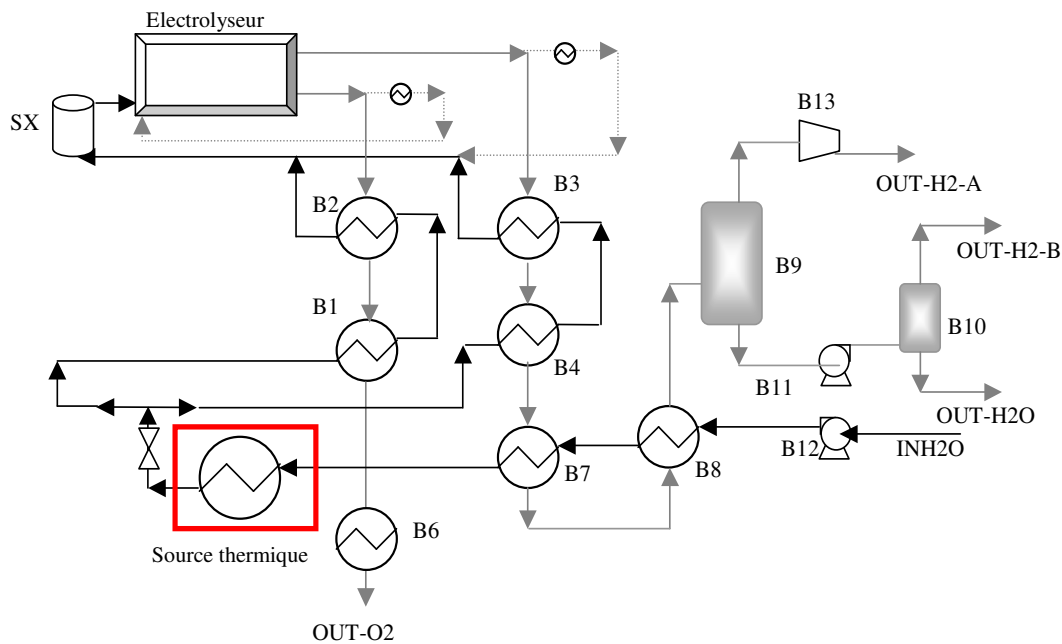 Electrolyseur
SX
B13
OUT-H2-A
B2
B3
OUT-H2-B
B9
B1
B10
B4
B11
OUT-H2O
B12
INH2O
B7
B8
B6
Source thermique
OUT-O2